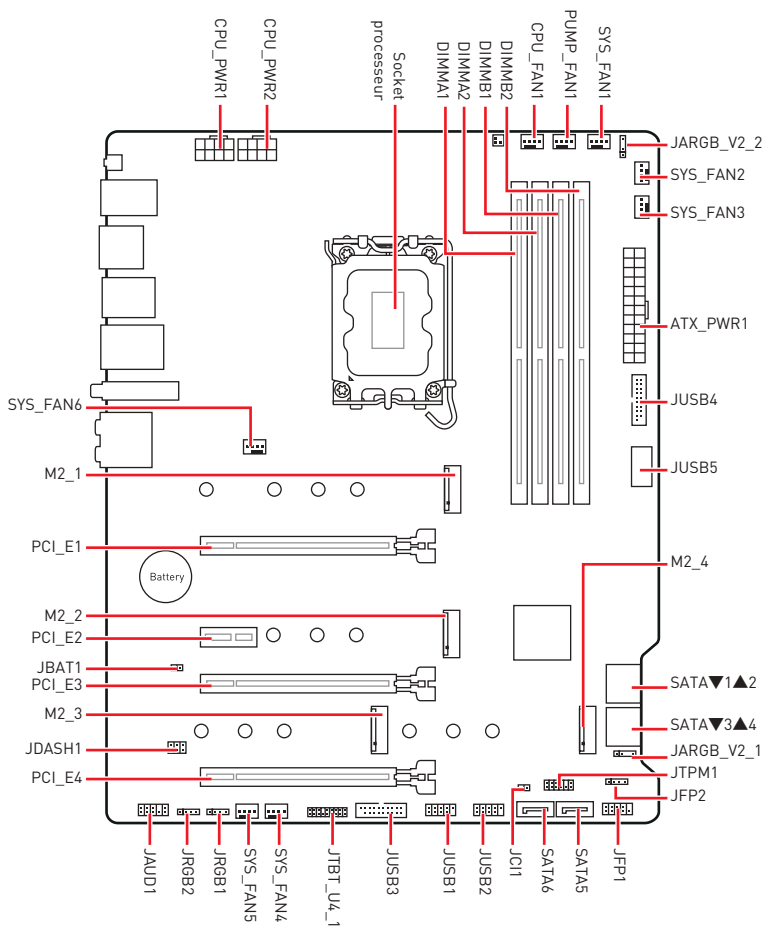 CPU_PWR1
CPU_PWR2
Socket
processeur
DIMMA1
DIMMA2
DIMMB1
DIMMB2
CPU_FAN1
PUMP_FAN1
SYS_FAN1
JARGB_V2_2
SYS_FAN2
SYS_FAN3
ATX_PWR1
JUSB4
JUSB5
SYS_FAN6
M2_1
PCI_E1
Battery
M2_4
M2_2
PCI_E2
JBAT1
PCI_E3
M2_3
JDASH1
PCI_E4
SATA▼1▲2
SATA▼3▲4
JARGB_V2_1
JTPM1
JFP2
JAUD1
JRGB2
JRGB1
SYS_FAN5
SYS_FAN4
JTBT_U4_1
JUSB3
JUSB1
JUSB2
JCI1
SATA6
SATA5
JFP1